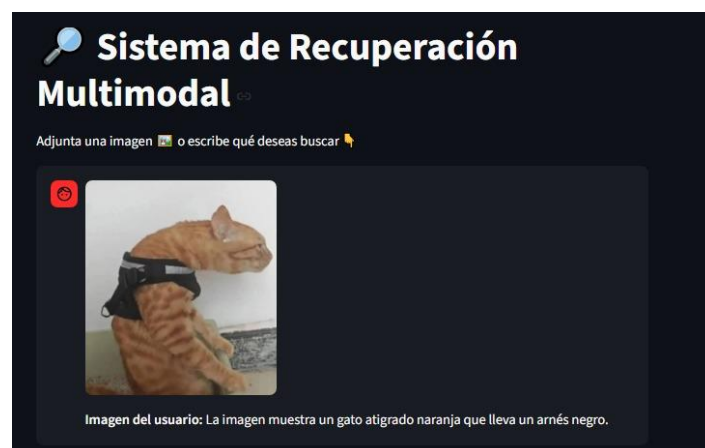 🔎 Sistema de Recuperación
Multimodal
Adjunta una imagen 🖼️ o escribe qué deseas buscar 👇
Imagen del usuario: La imagen muestra un gato atigrado naranja que lleva un arnés negro.